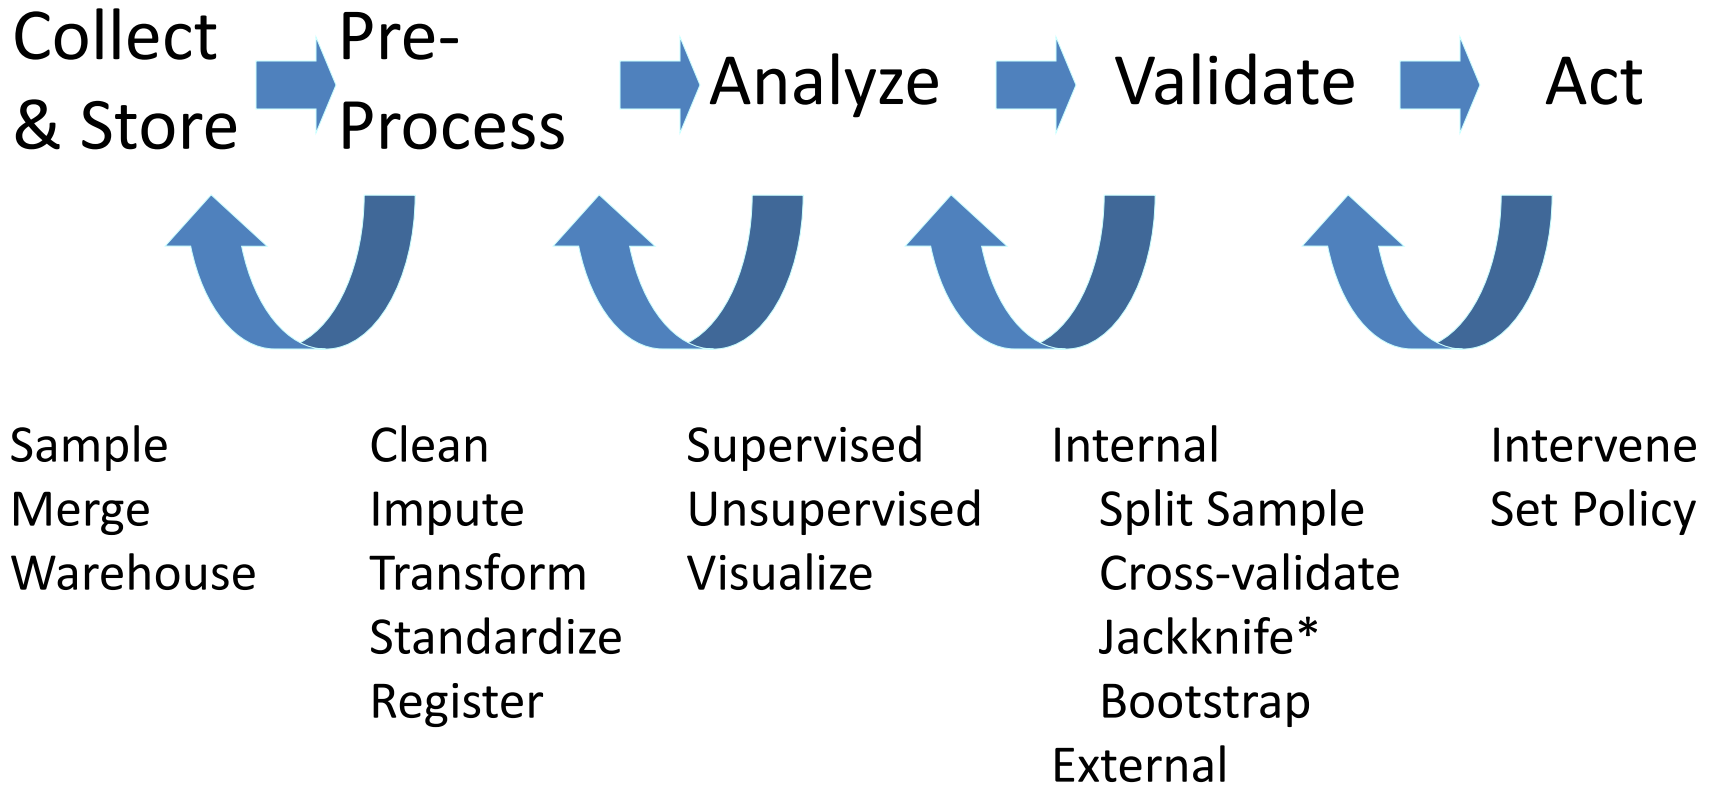 Collect
& Store
Pre-
Process
Analyze
Validate
Act
Sample
Merge
Warehouse
Clean
Impute
Transform
Standardize
Register
Supervised
Unsupervised
Visualize
Internal
Split Sample
Cross-validate
Jackknife*
Bootstrap
External
Intervene
Set Policy